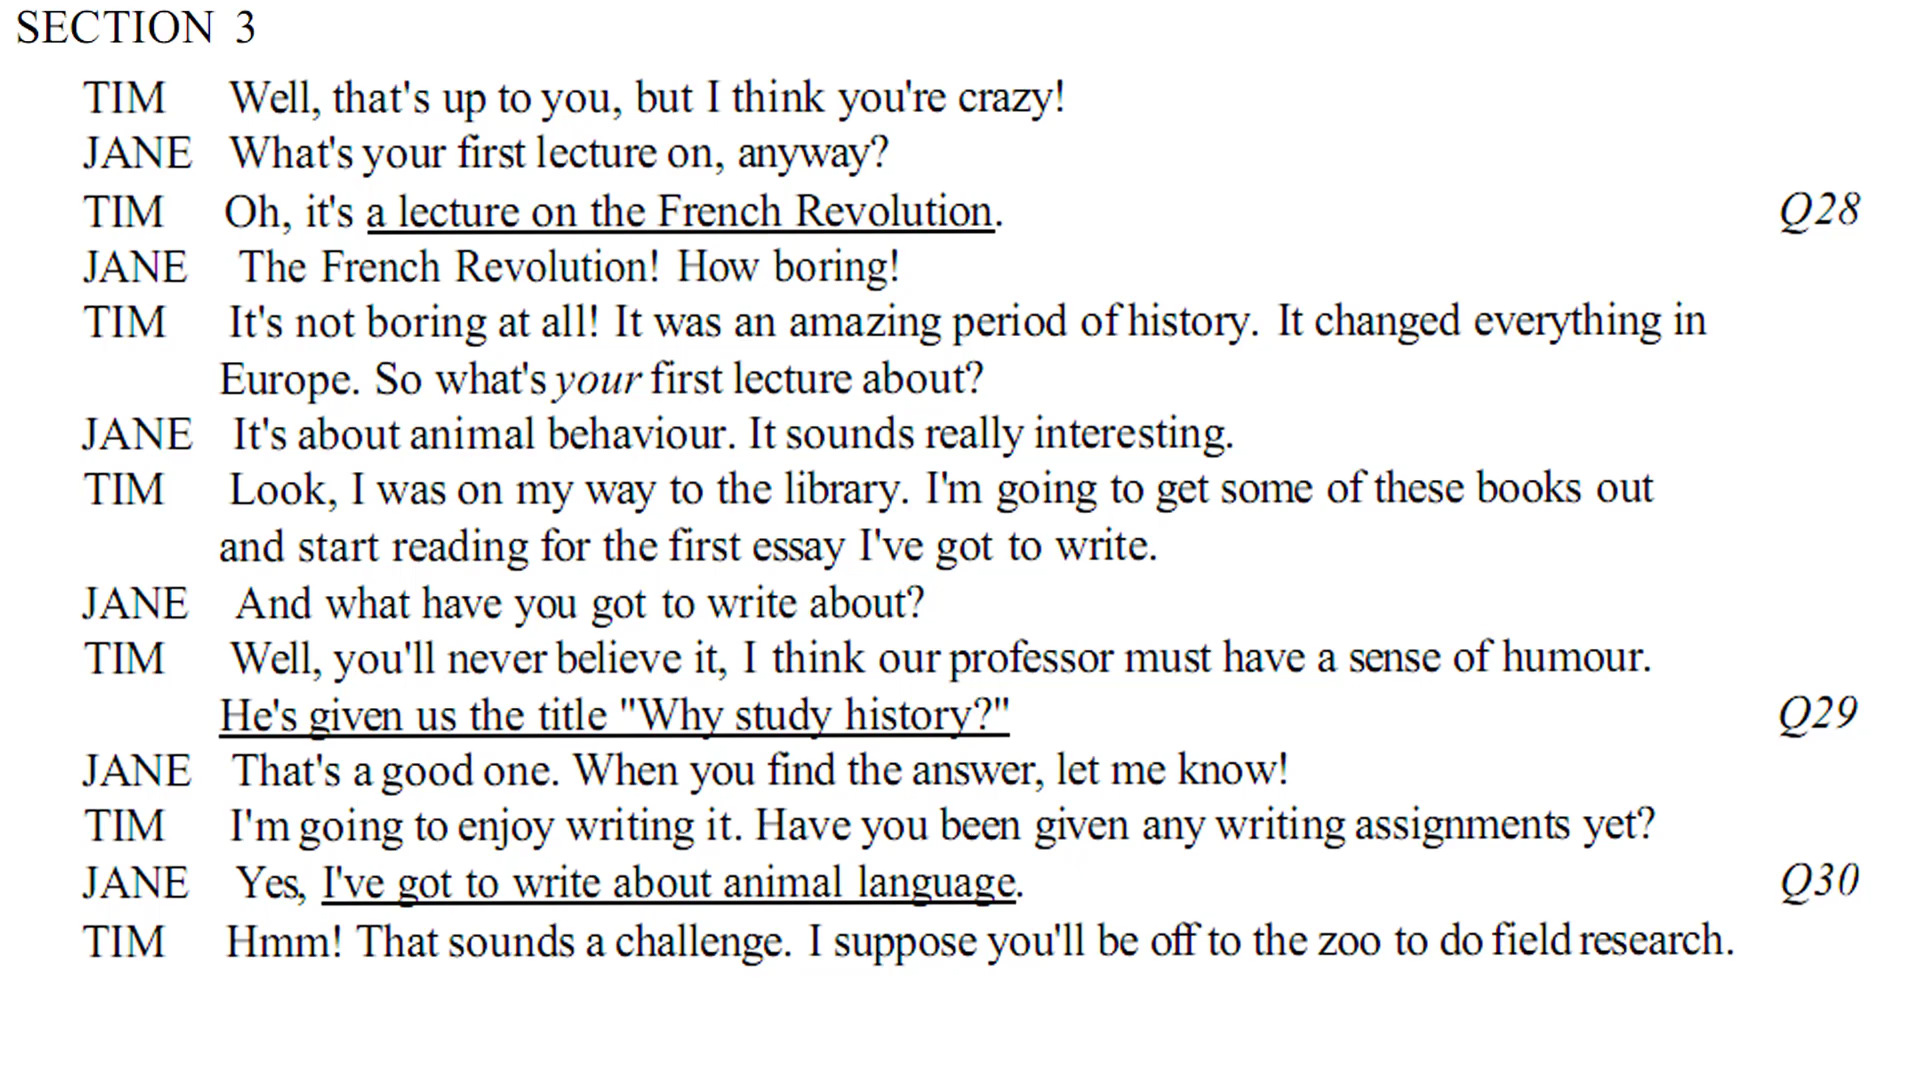 SECTION 3
TIM Well, that's up to you, but I think you're crazy!
JANE What's your first lecture on, anyway?
TIM Oh, it's a lecture on the French Revolution. Q28
JANE The French Revolution! How boring!
TIM It's not boring at all! It was an amazing period of history. It changed everything in
Europe. So what's your first lecture about?
JANE It's about animal behaviour. It sounds really interesting.
TIM Look, I was on my way to the library. I'm going to get some of these books out
and start reading for the first essay I've got to write.
JANE And what have you got to write about?
TIM Well, you'll never believe it, I think our professor must have a sense of humour.
He's given us the title "Why study history?" Q29
JANE That's a good one. When you find the answer, let me know!
TIM I'm going to enjoy writing it. Have you been given any writing assignments yet?
JANE Yes, I've got to write about animal language. Q30
TIM Hmm! That sounds a challenge. I suppose you'll be off to the zoo to do field research.